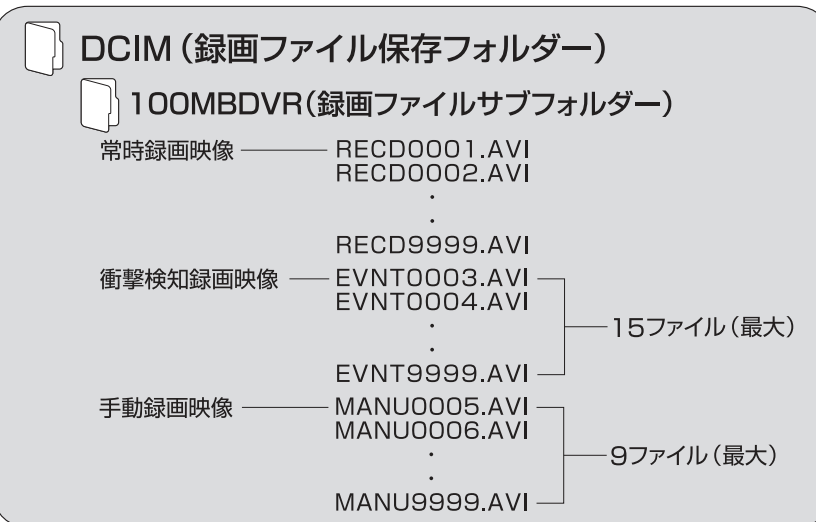 DCIM（録画ファイル保存フォルダー）
100MBDVR（録画ファイルサブフォルダー）
常時録画映像 RECD0001.AVI
RECD0002.AVI
・
・
RECD9999.AVI
衝撃検知録画映像 EVNT0003.AVI
EVNT0004.AVI
15ファイル（最大）
・
・
EVNT9999.AVI
手動録画映像 MANU0005.AVI
MANU0006.AVI
9ファイル（最大）
・
・
MANU9999.AVI